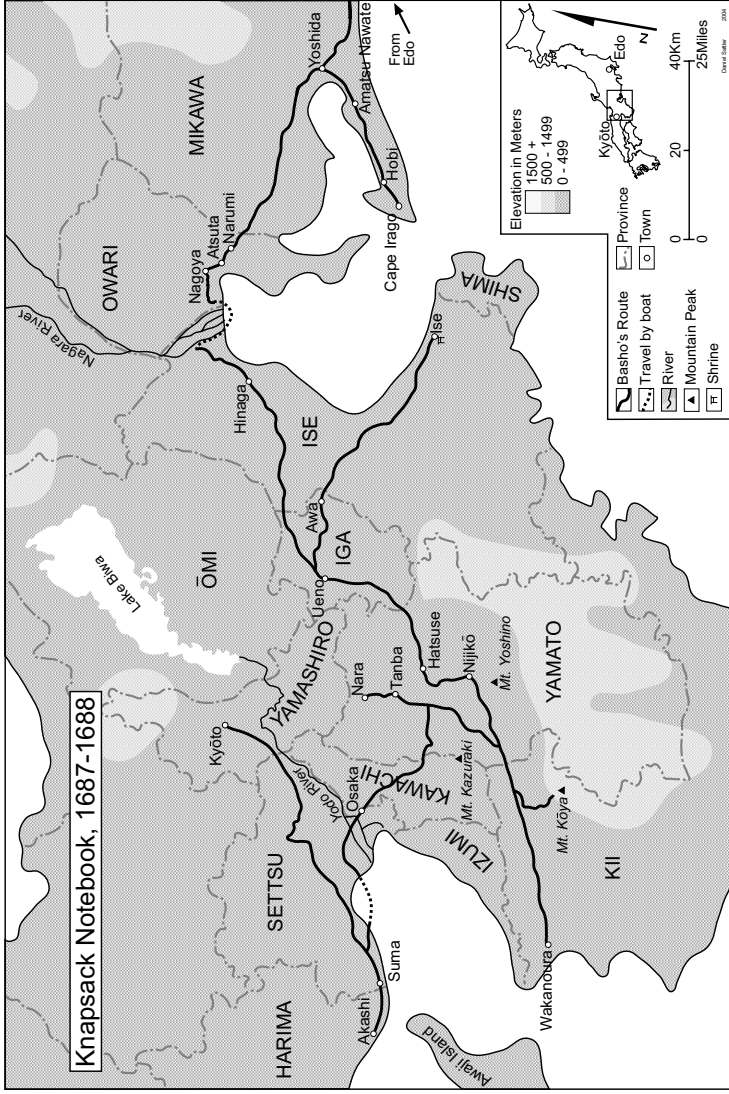 Knapsack Notebook, 1687-1688
HARIMA
SETTSU
Akashi
Suma
Awaji Island
Kyōto
Lake Biwa
ŌMI
YAMASHIRO
Yodo River
Osaka
KAWACHI
IZUMI
Mt. Kazuraki
Nara
Tanba
Hatsuse
Nijikō
Mt. Yoshino
YAMATO
Mt. Kōya
KII
Wakanoura
Ueno
IGA
Awa
ISE
Hinaga
Ise
SHIMA
Nagara River
OWARI
Nagoya
Atsuta
Narumi
MIKAWA
Yoshida
Amatsu Nawate
Hobi
Cape Irago
From
Edo
Basho's Route
Travel by boat
River
Mountain Peak
Shrine
Province
Town
Elevation in Meters
1500 +
500 - 1499
0 - 499
Kyōto
Edo
N
0 20 40Km
0 25Miles
Daniel Sattler 2004